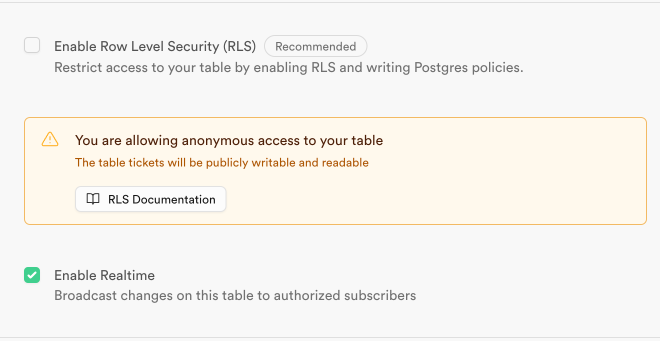 Enable Row Level Security (RLS) Recommended
Restrict access to your table by enabling RLS and writing Postgres policies.
You are allowing anonymous access to your table
The table tickets will be publicly writable and readable
RLS Documentation
Enable Realtime
Broadcast changes on this table to authorized subscribers